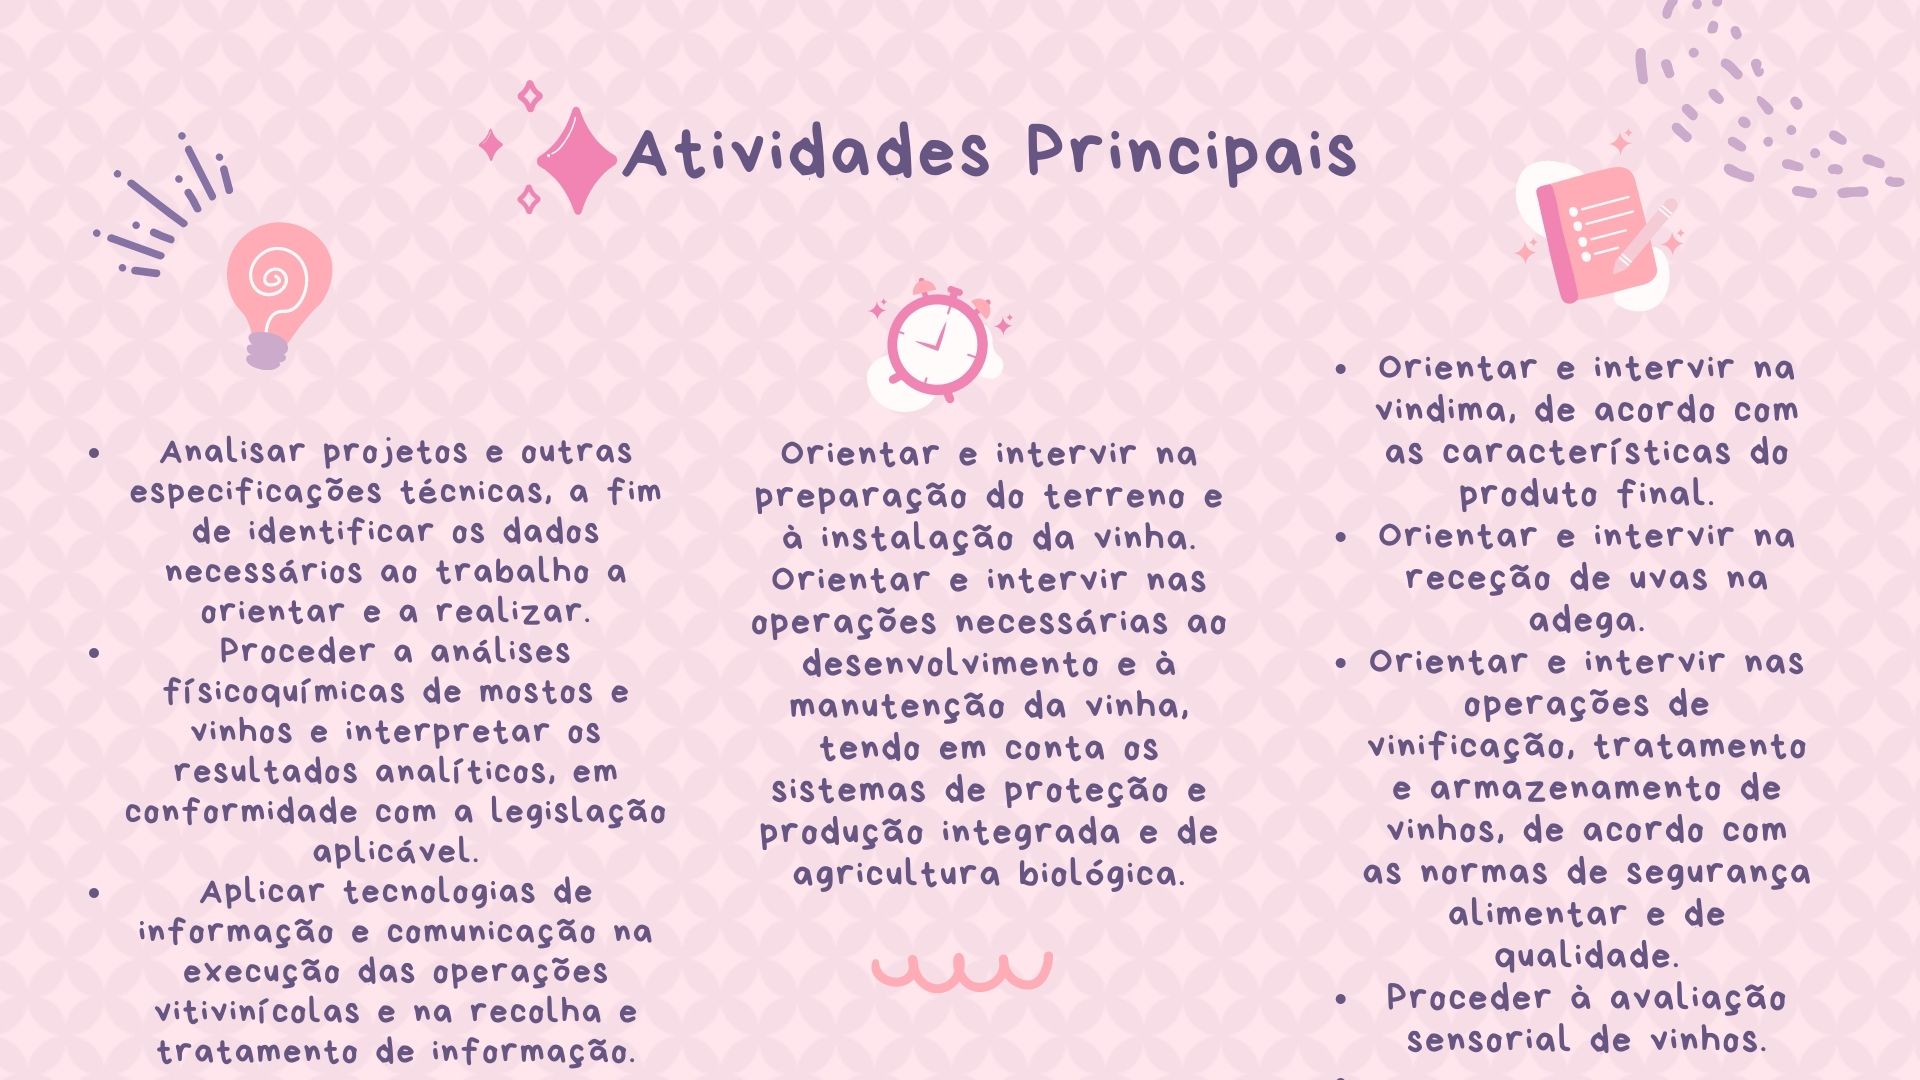 Atividades Principais
• Analisar projetos e outras
especificações técnicas, a fim
de identificar os dados
necessários ao trabalho a
orientar e a realizar.
• Proceder a análises
físicoquímicas de mostos e
vinhos e interpretar os
resultados analíticos, em
conformidade com a legislação
aplicável.
• Aplicar tecnologias de
informação e comunicação na
execução das operações
vitivinícolas e na recolha e
tratamento de informação.
Orientar e intervir na
preparação do terreno e
à instalação da vinha.
Orientar e intervir nas
operações necessárias ao
desenvolvimento e à
manutenção da vinha,
tendo em conta os
sistemas de proteção e
produção integrada e de
agricultura biológica.
• Orientar e intervir na
vindima, de acordo com
as características do
produto final.
• Orientar e intervir na
receção de uvas na
adega.
• Orientar e intervir nas
operações de
vinificação, tratamento
e armazenamento de
vinhos, de acordo com
as normas de segurança
alimentar e de
qualidade.
• Proceder à avaliação
sensorial de vinhos.